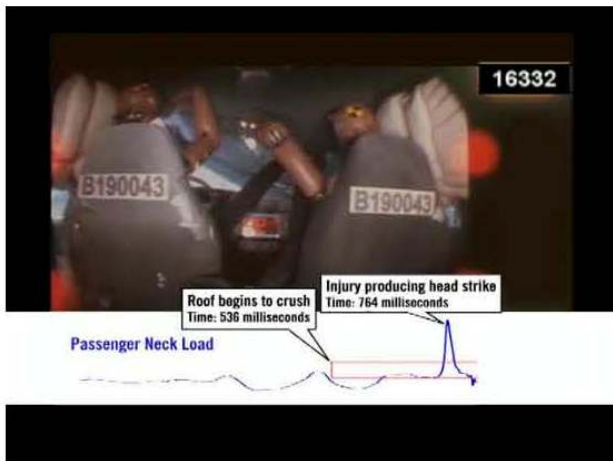 16332
B190043
B190043
Roof begins to crush
Time: 536 milliseconds
Injury producing head strike
Time: 764 milliseconds
Passenger Neck Load